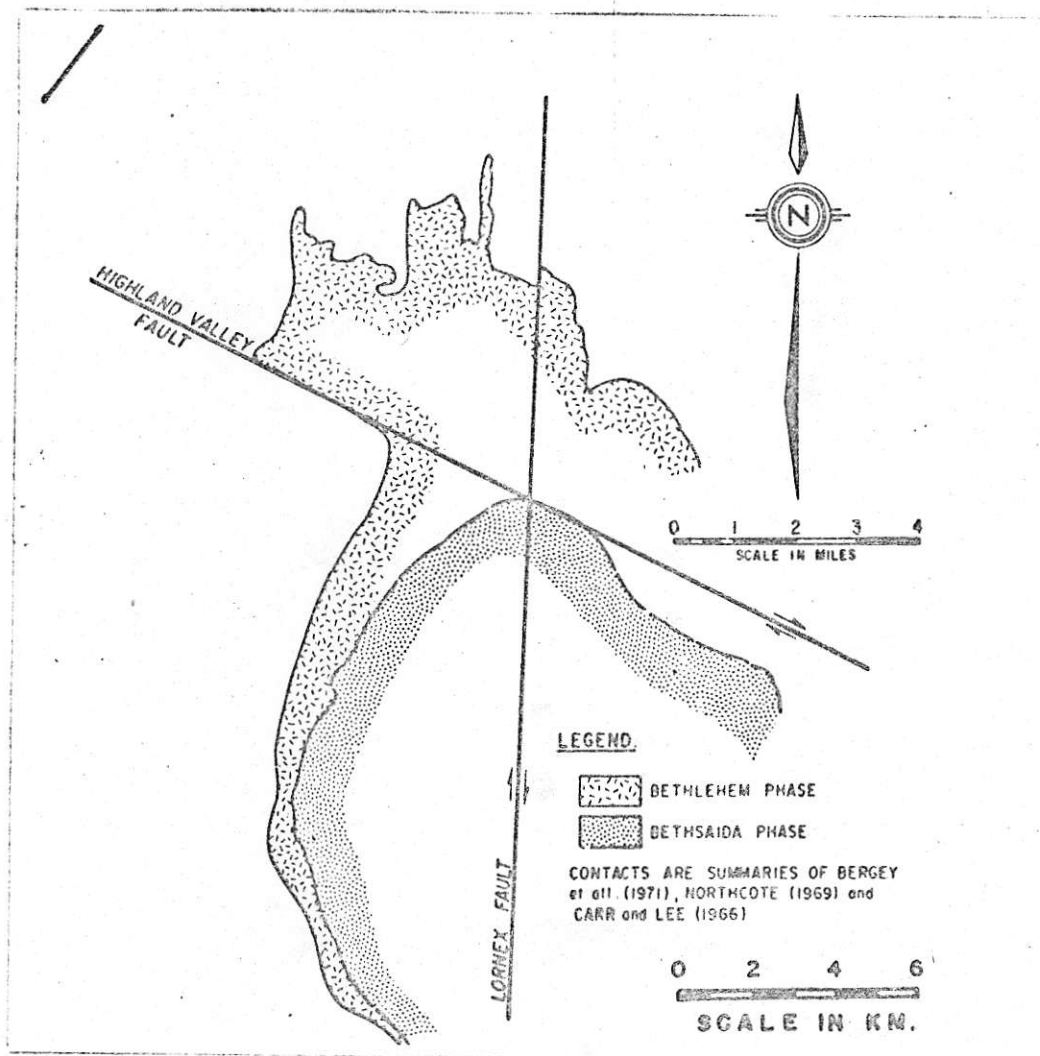 HIGHLAND VALLEY
FAULT
N
0 1 2 3 4
SCALE IN MILES
LEGEND.
BETHLEHEM PHASE
BETHSAIDA PHASE
CONTACTS ARE SUMMARIES OF BERGEY
et all. (1971), NORTHCOTE (1969) and
CARR and LEE (1966)
LORNEX FAULT
0 2 4 6
SCALE IN KM.